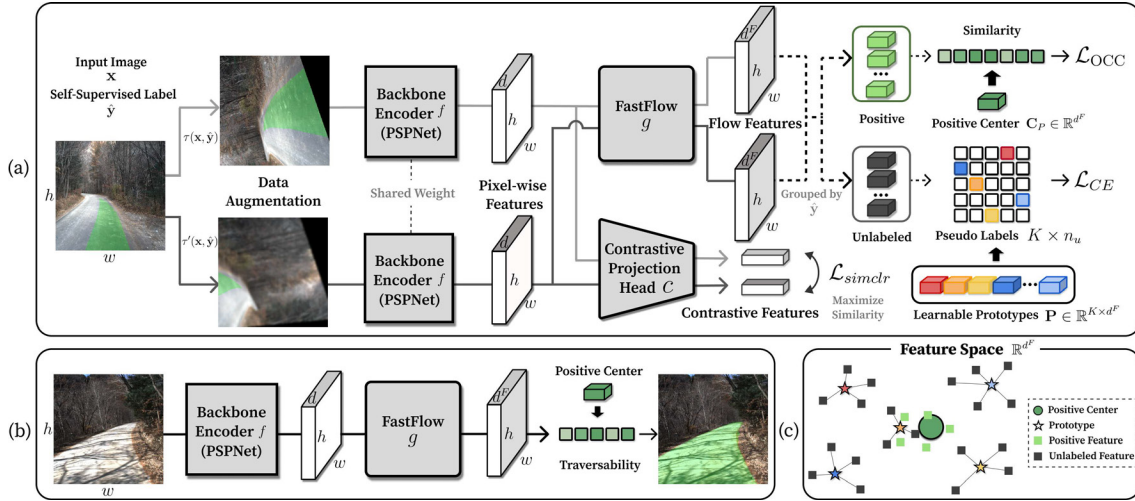 (a)
Input Image
x
Self-Supervised Label
ŷ
h
w
τ(x, ŷ)
τ′(x, ŷ)
Data
Augmentation
Backbone
Encoder f
(PSPNet)
Shared Weight
Backbone
Encoder f
(PSPNet)
d
h
w
Pixel-wise
Features
d
h
w
FastFlow
g
Contrastive
Projection
Head C
d^F
h
w
Flow Features
d^F
h
w
Grouped by
ŷ
Contrastive Features
ℒ_simclr
Maximize
Similarity
Positive
Unlabeled
Similarity
ℒ_OCC
Positive Center C_P ∈ ℝ^{d^F}
ℒ_CE
Pseudo Labels K × n_u
Learnable Prototypes P ∈ ℝ^{K×d^F}
(b)
h
w
Backbone
Encoder f
(PSPNet)
d
h
w
FastFlow
g
d^F
h
w
Positive Center
Traversability
(c)
Feature Space ℝ^{d^F}
Positive Center
Prototype
Positive Feature
Unlabeled Feature